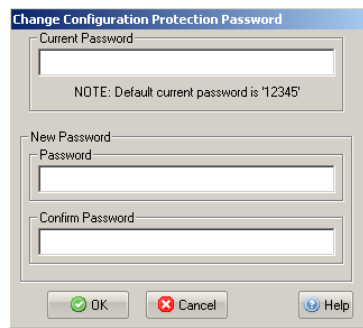 Change Configuration Protection Password
Current Password
NOTE: Default current password is '12345'
New Password
Password
Confirm Password
OK
Cancel
Help